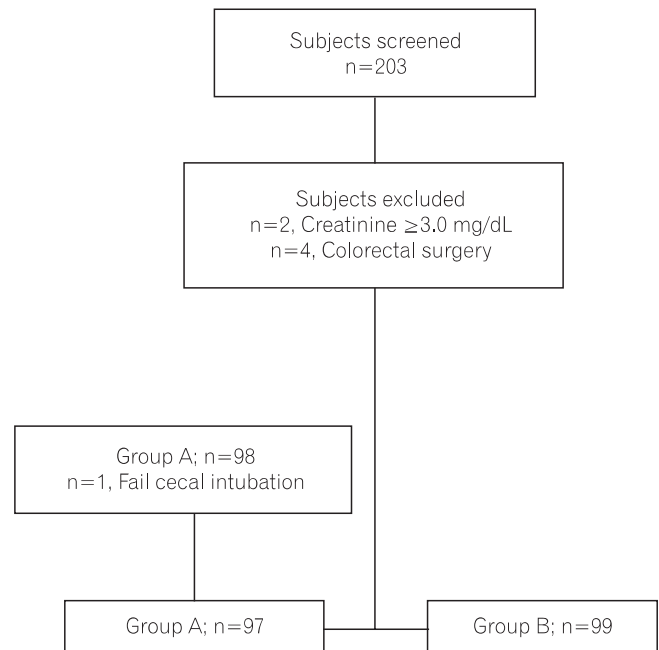 Subjects screened
n=203
Subjects excluded
n=2, Creatinine ≥3.0 mg/dL
n=4, Colorectal surgery
Group A; n=98
n=1, Fail cecal intubation
Group A; n=97
Group B; n=99